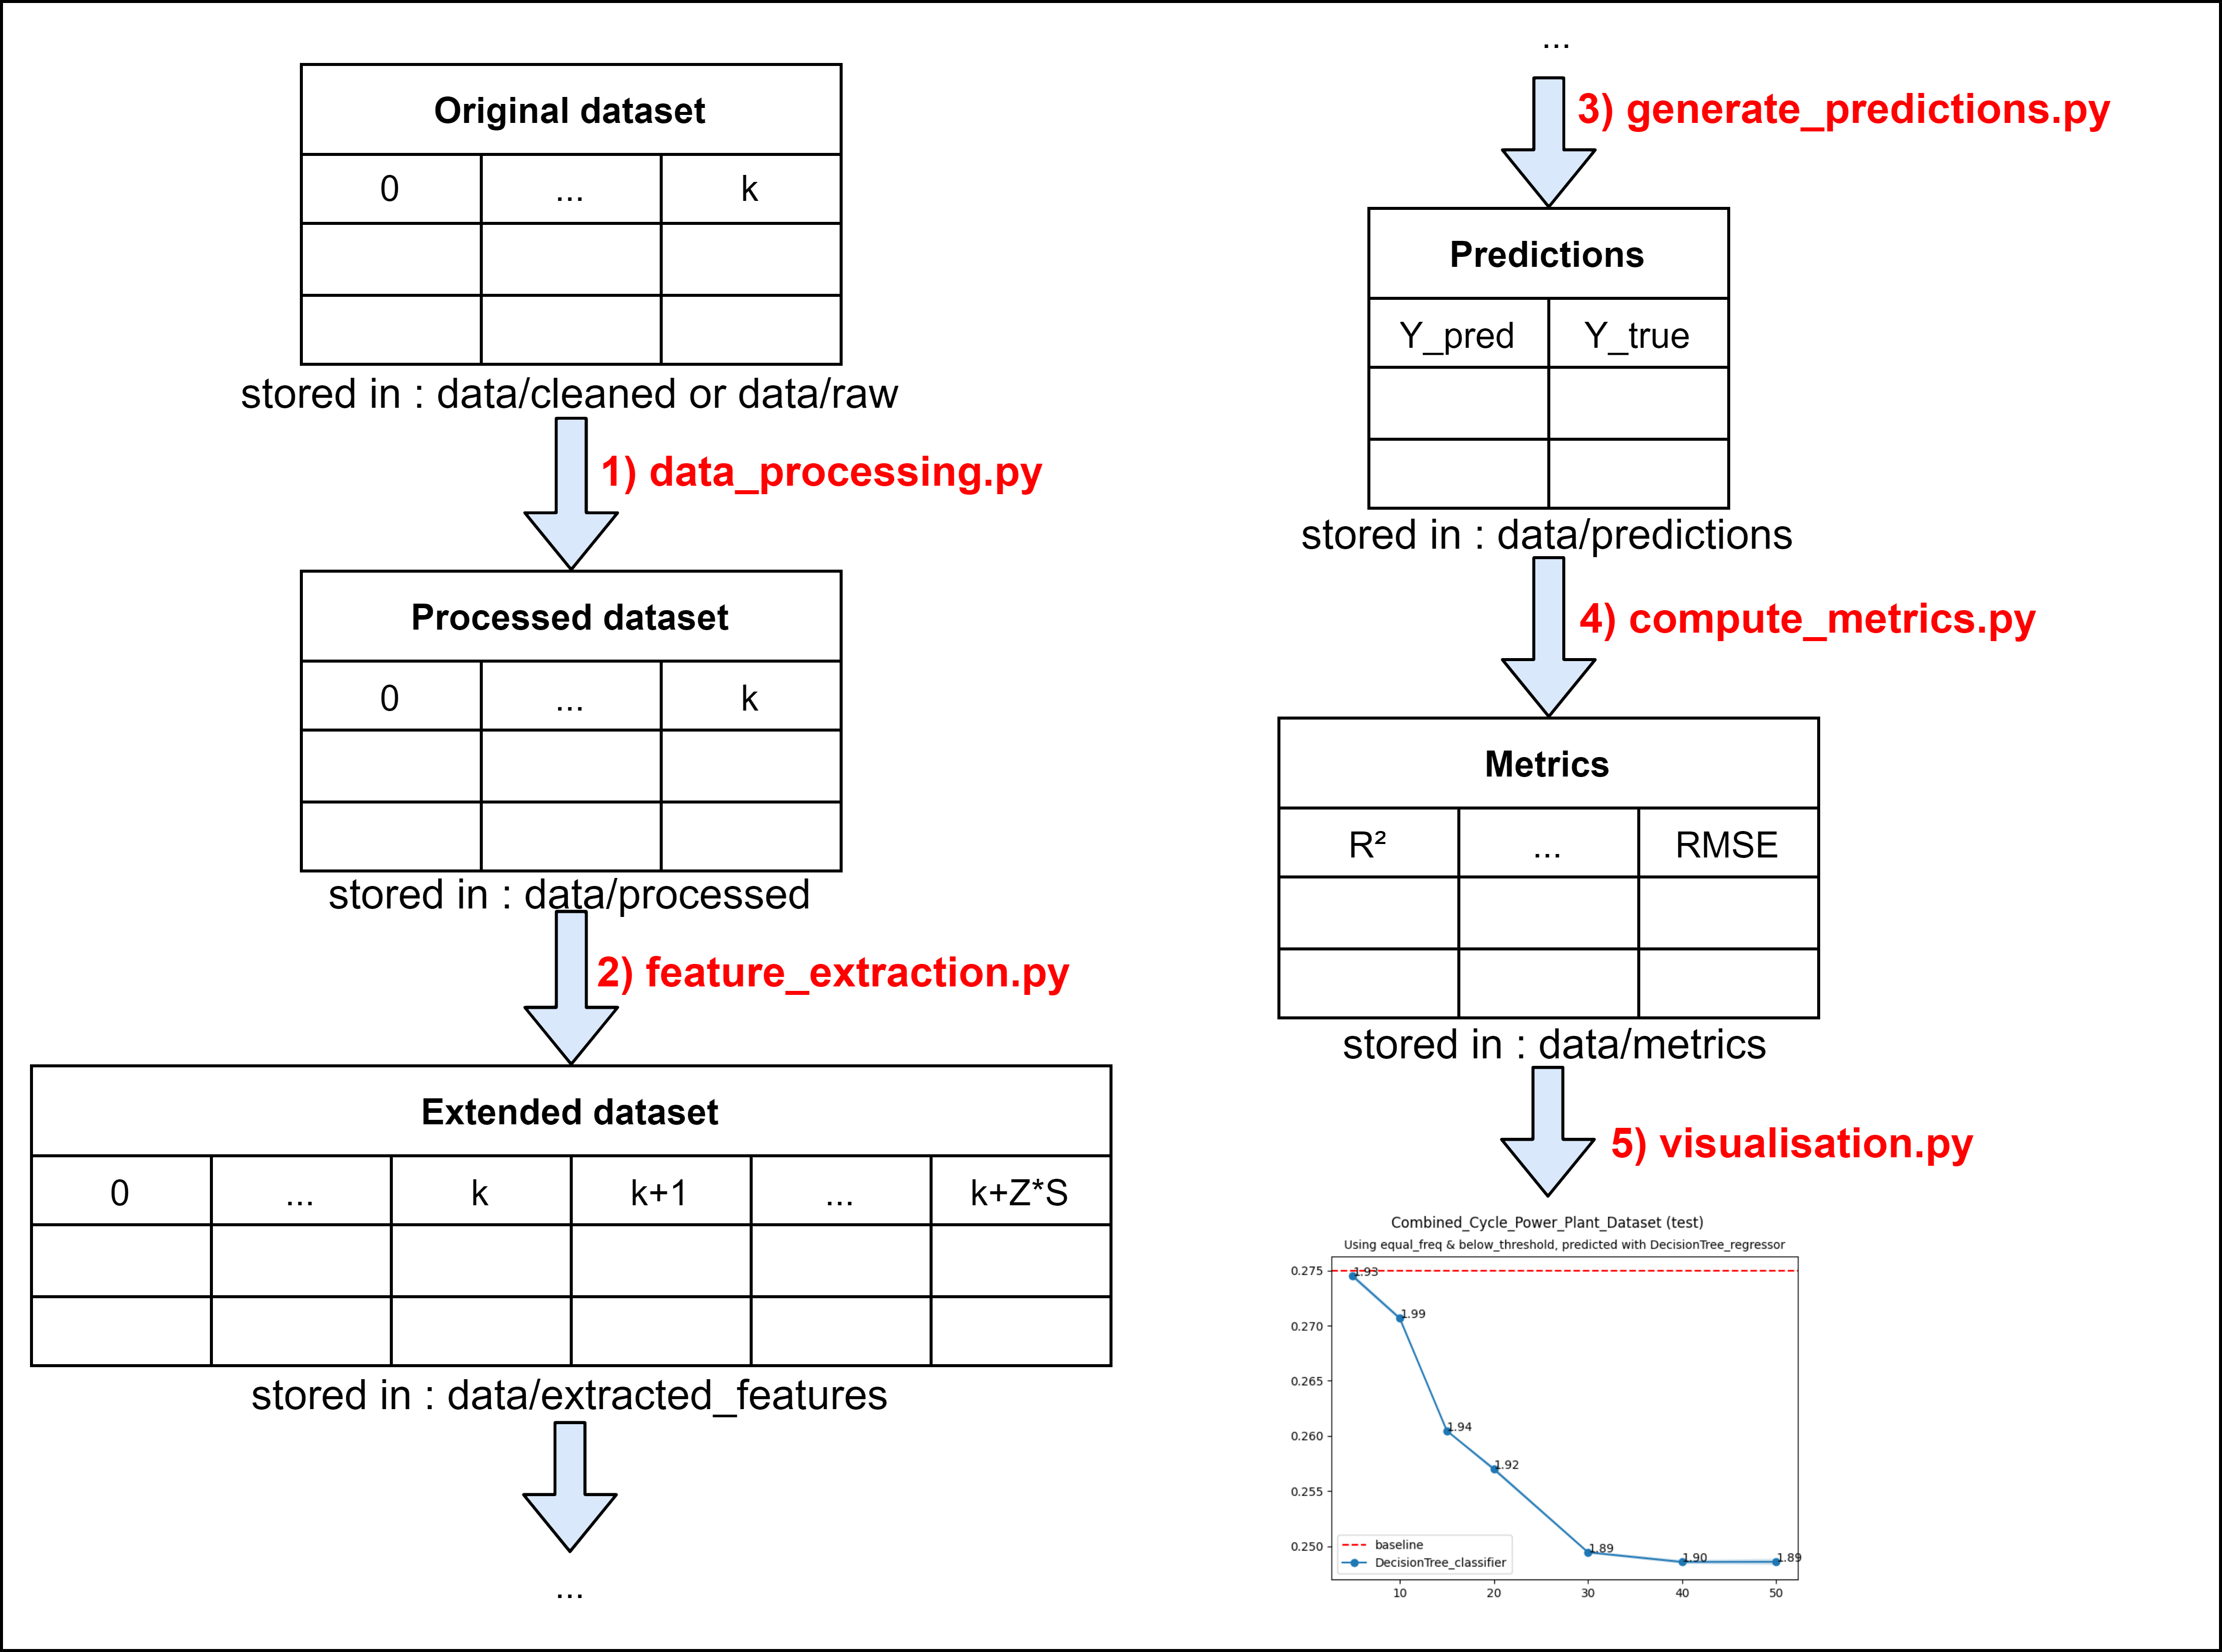 Original dataset
0 ... k
stored in : data/cleaned or data/raw
1) data_processing.py
Processed dataset
0 ... k
stored in : data/processed
2) feature_extraction.py
Extended dataset
0 ... k k+1 ... k+Z*S
stored in : data/extracted_features
...
...
3) generate_predictions.py
Predictions
Y_pred Y_true
stored in : data/predictions
4) compute_metrics.py
Metrics
R² ... RMSE
stored in : data/metrics
5) visualisation.py
Combined_Cycle_Power_Plant_Dataset (test)
Using equal_freq & below_threshold, predicted with DecisionTree_regressor
0.275
1.93
1.99
0.270
0.265
1.94
0.260
1.92
0.255
0.250
1.89
1.90
1.89
baseline
DecisionTree_classifier
10 20 30 40 50